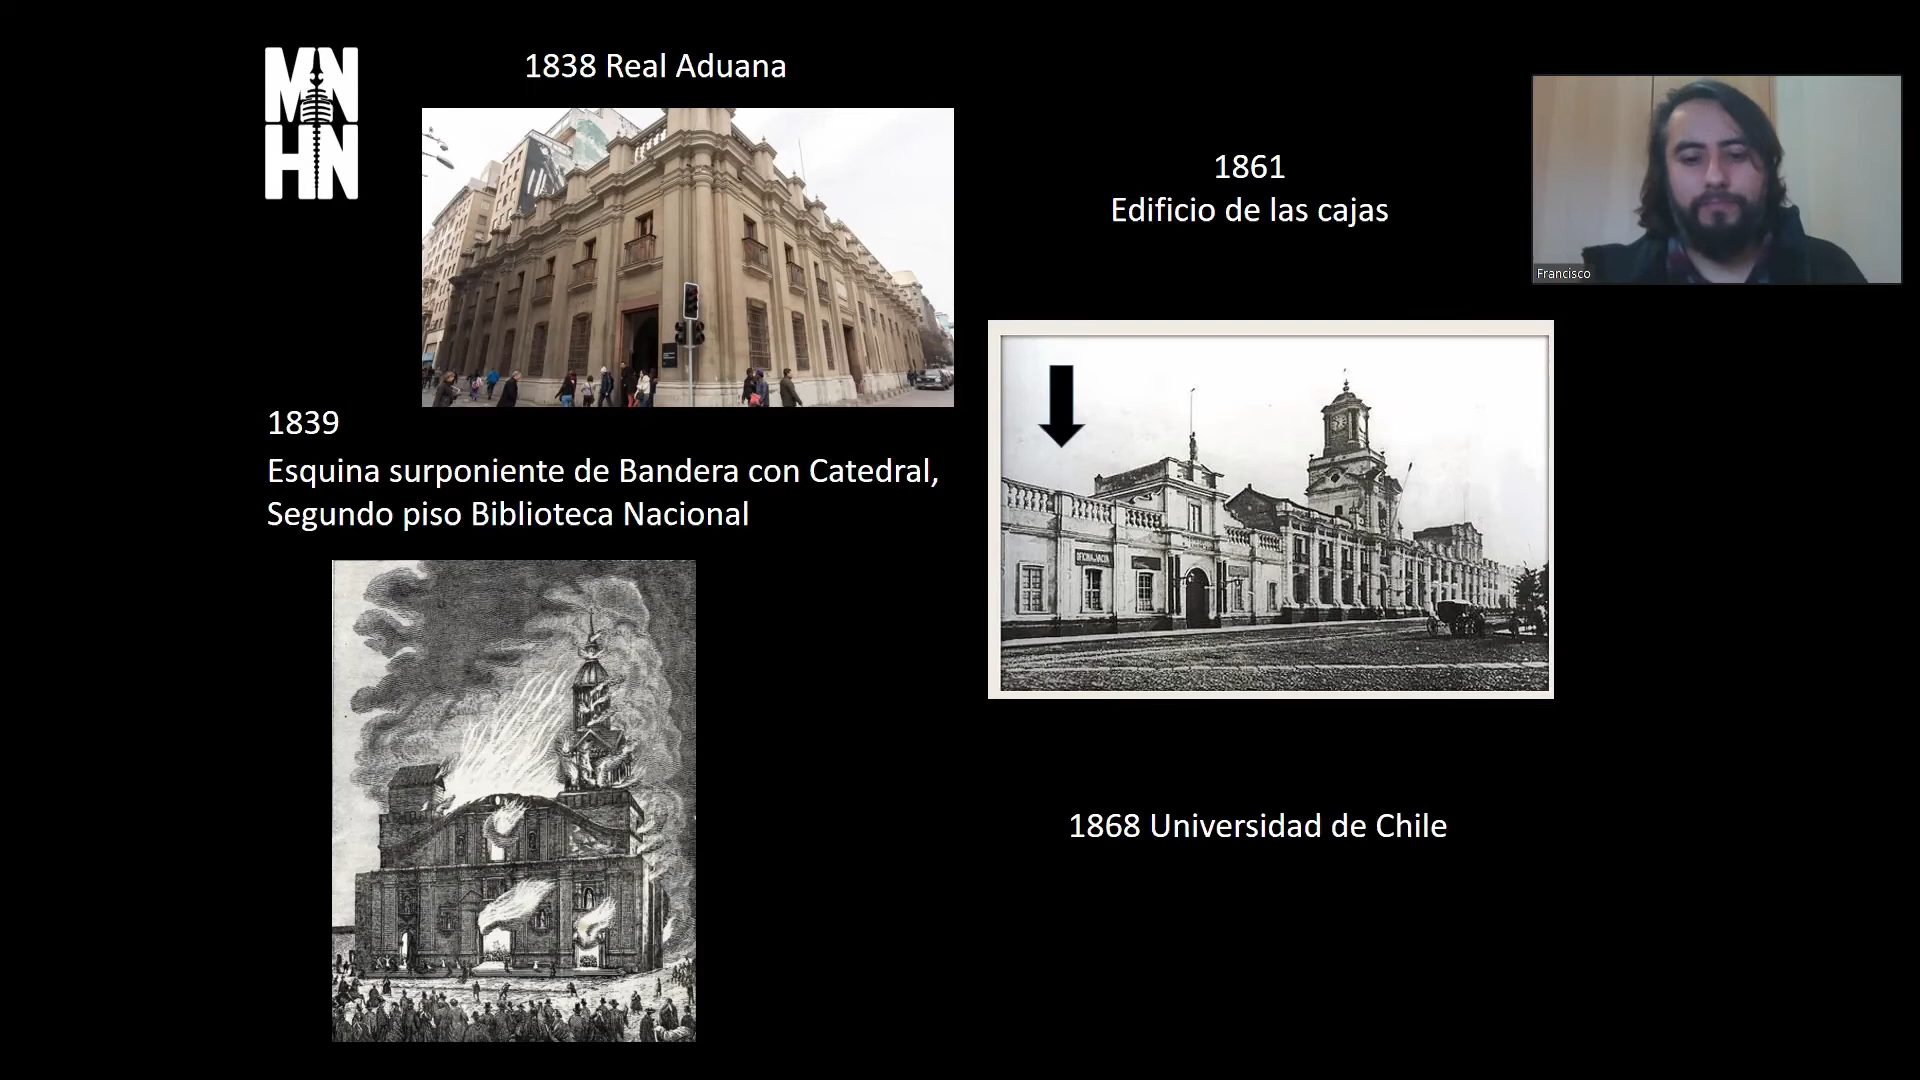 MN
HN
1838 Real Aduana
1861
Edificio de las cajas
Francisco
1839
Esquina surponiente de Bandera con Catedral,
Segundo piso Biblioteca Nacional
1868 Universidad de Chile